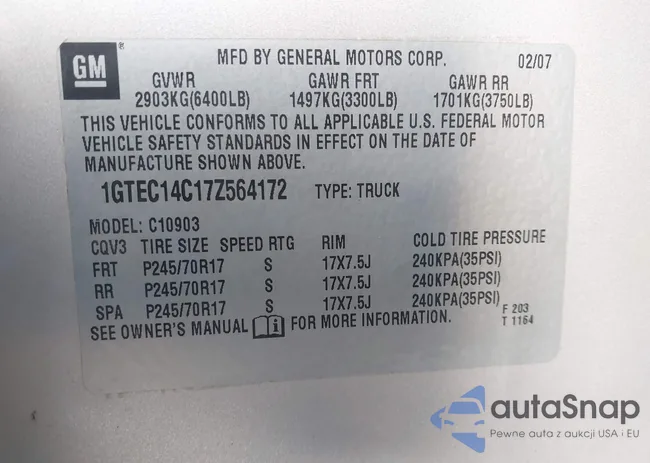 GM
MFD BY GENERAL MOTORS CORP. 02/07
GVWR GAWR FRT GAWR RR
2903KG(6400LB) 1497KG(3300LB) 1701KG(3750LB)
THIS VEHICLE CONFORMS TO ALL APPLICABLE U.S. FEDERAL MOTOR
VEHICLE SAFETY STANDARDS IN EFFECT ON THE DATE OF
MANUFACTURE SHOWN ABOVE.
1GTEC14C17Z564172 TYPE: TRUCK
MODEL: C10903
CQV3 TIRE SIZE SPEED RTG RIM COLD TIRE PRESSURE
FRT P245/70R17 S 17X7.5J 240KPA(35PSI)
RR P245/70R17 S 17X7.5J 240KPA(35PSI)
SPA P245/70R17 S 17X7.5J 240KPA(35PSI)
F 203
SEE OWNER'S MANUAL FOR MORE INFORMATION. T 1164
autaSnap
Pewne auta z aukcji USA i EU